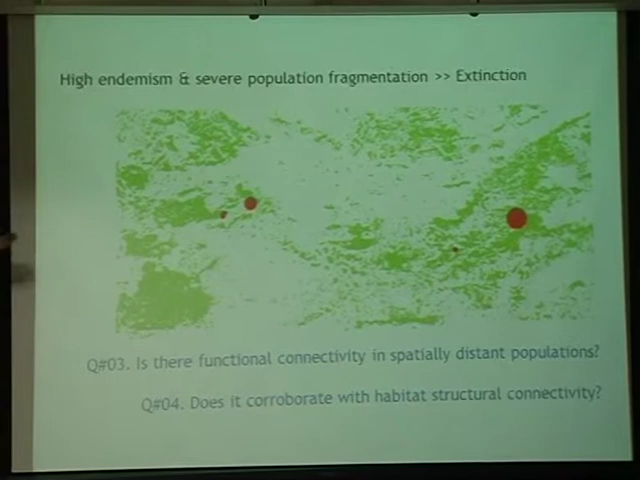 High endemism & severe population fragmentation >> Extinction
Q#03. Is there functional connectivity in spatially distant populations?
Q#04. Does it corroborate with habitat structural connectivity?